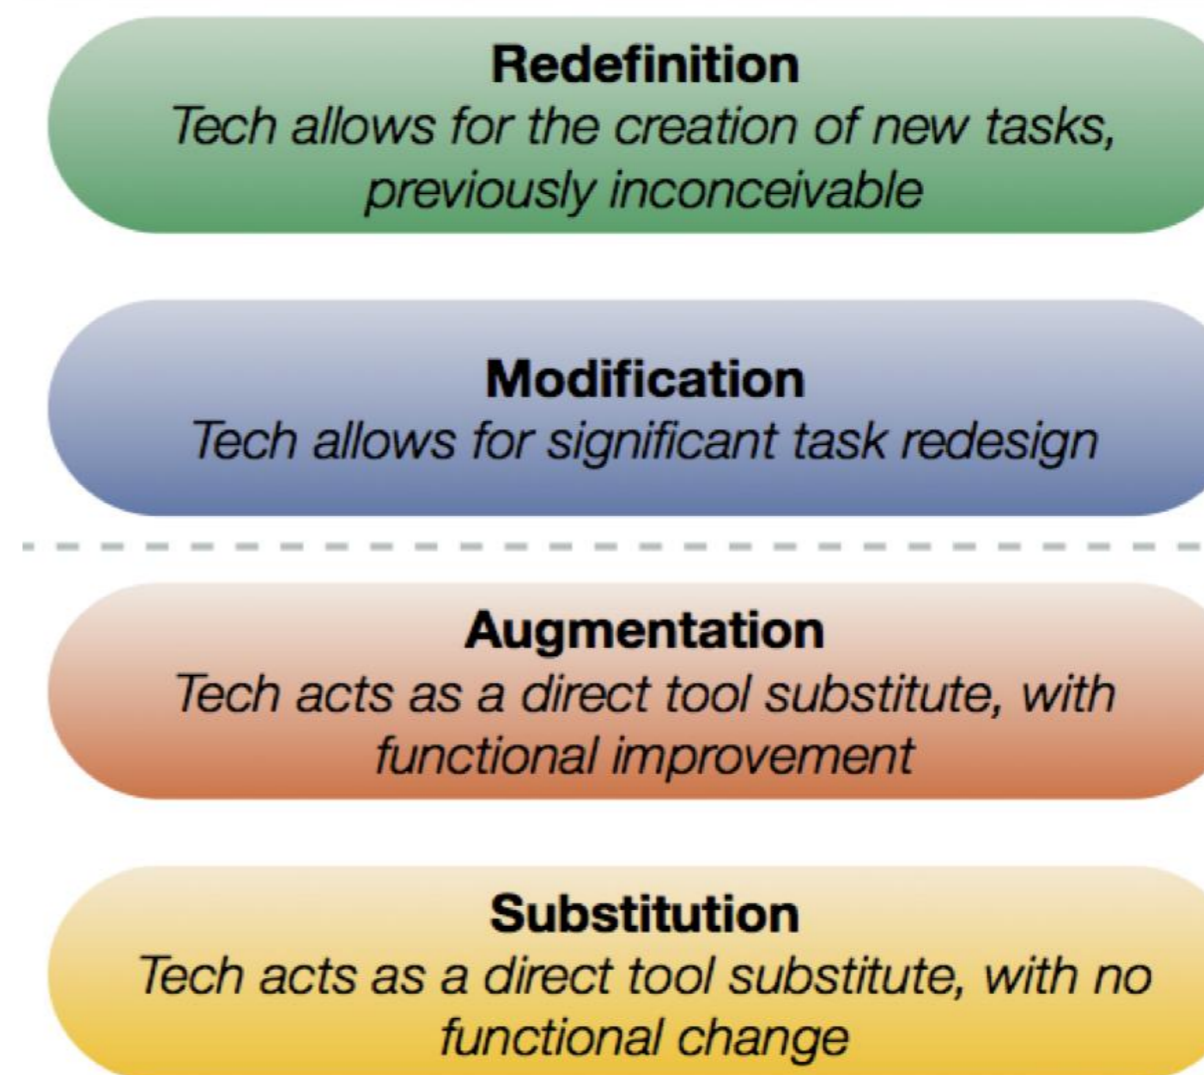 Redefinition
Tech allows for the creation of new tasks,
previously inconceivable
Modification
Tech allows for significant task redesign
Augmentation
Tech acts as a direct tool substitute, with
functional improvement
Substitution
Tech acts as a direct tool substitute, with no
functional change